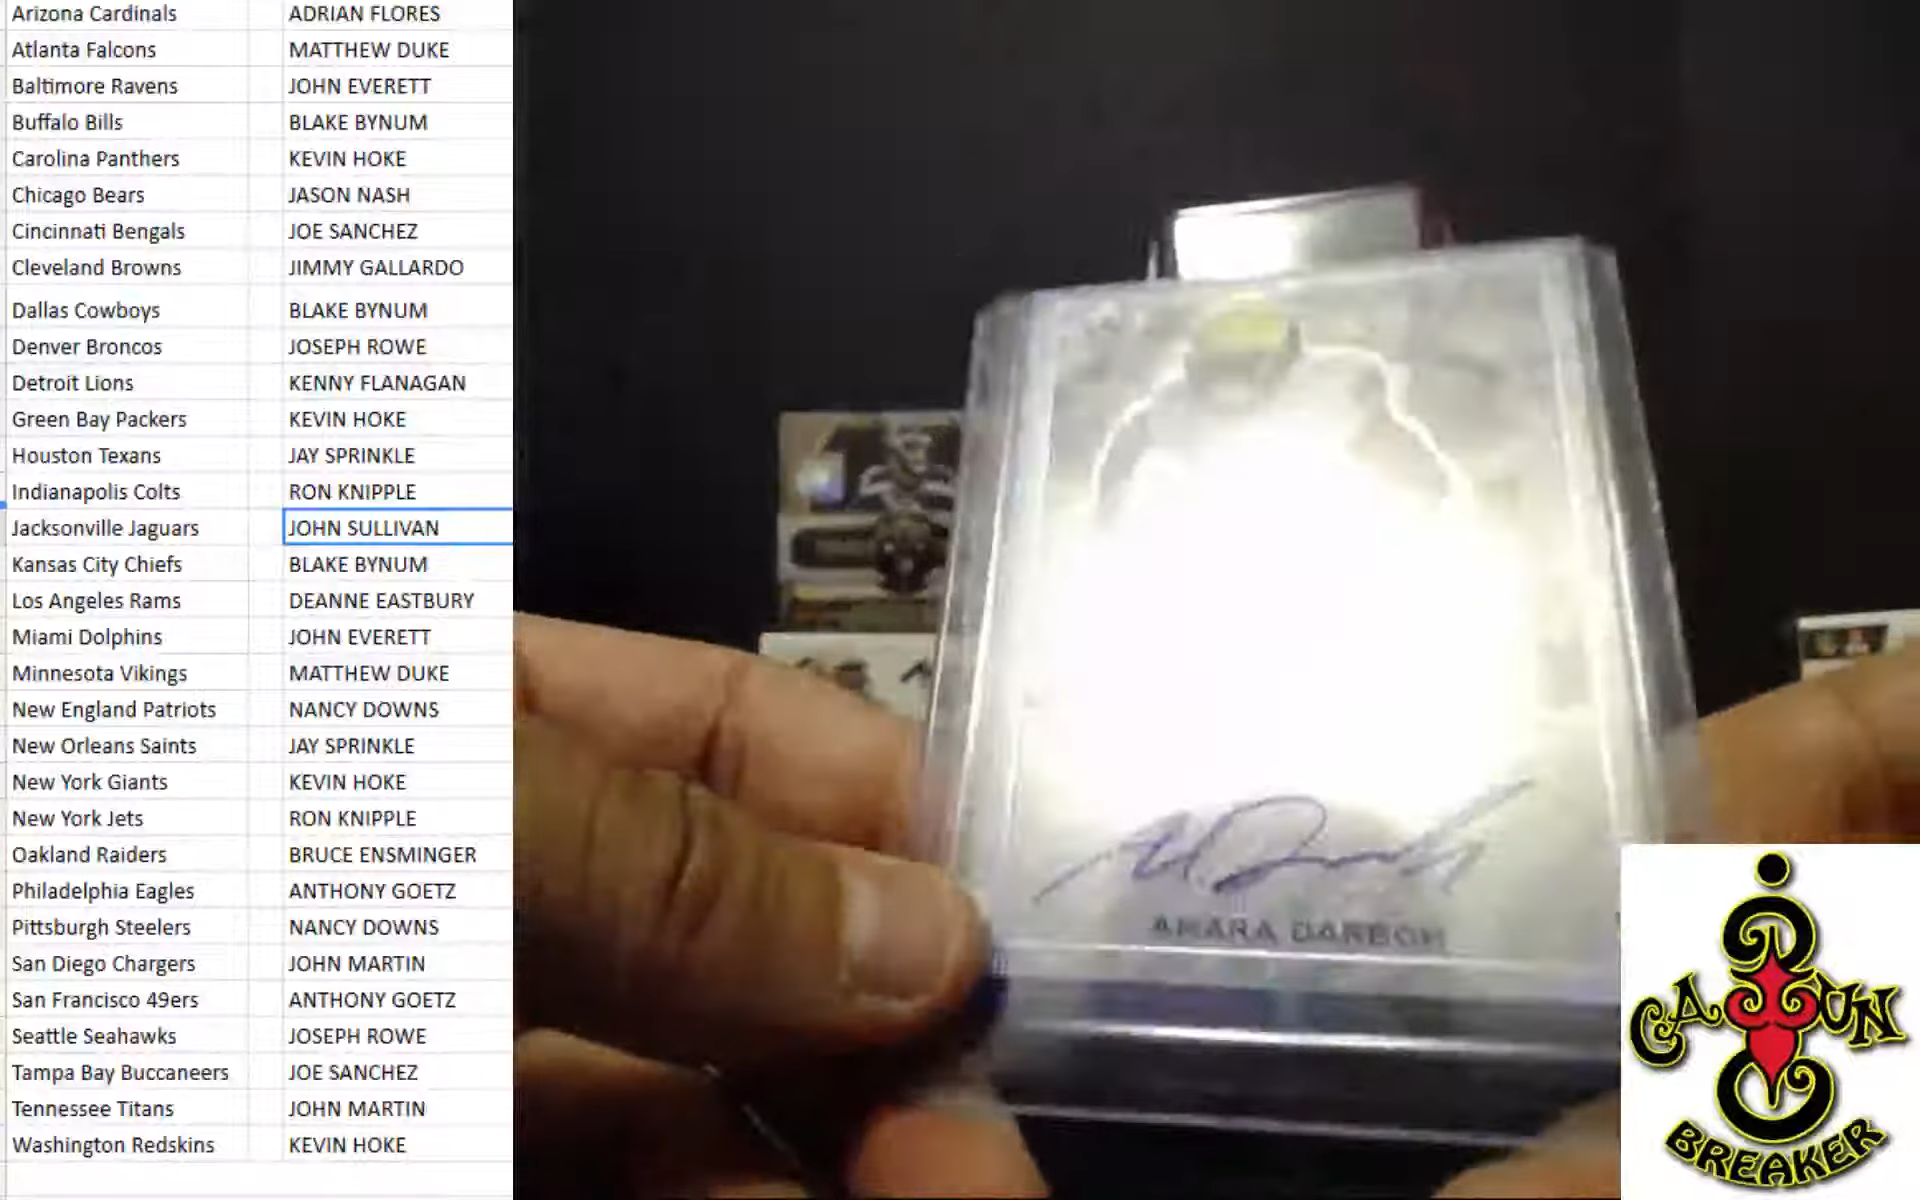 Arizona Cardinals ADRIAN FLORES
Atlanta Falcons MATTHEW DUKE
Baltimore Ravens JOHN EVERETT
Buffalo Bills BLAKE BYNUM
Carolina Panthers KEVIN HOKE
Chicago Bears JASON NASH
Cincinnati Bengals JOE SANCHEZ
Cleveland Browns JIMMY GALLARDO
Dallas Cowboys BLAKE BYNUM
Denver Broncos JOSEPH ROWE
Detroit Lions KENNY FLANAGAN
Green Bay Packers KEVIN HOKE
Houston Texans JAY SPRINKLE
Indianapolis Colts RON KNIPPLE
Jacksonville Jaguars JOHN SULLIVAN
Kansas City Chiefs BLAKE BYNUM
Los Angeles Rams DEANNE EASTBURY
Miami Dolphins JOHN EVERETT
Minnesota Vikings MATTHEW DUKE
New England Patriots NANCY DOWNS
New Orleans Saints JAY SPRINKLE
New York Giants KEVIN HOKE
New York Jets RON KNIPPLE
Oakland Raiders BRUCE ENSMINGER
Philadelphia Eagles ANTHONY GOETZ
Pittsburgh Steelers NANCY DOWNS
San Diego Chargers JOHN MARTIN
San Francisco 49ers ANTHONY GOETZ
Seattle Seahawks JOSEPH ROWE
Tampa Bay Buccaneers JOE SANCHEZ
Tennessee Titans JOHN MARTIN
Washington Redskins KEVIN HOKE
AMARA DARBOH
CAJUN
BREAKER